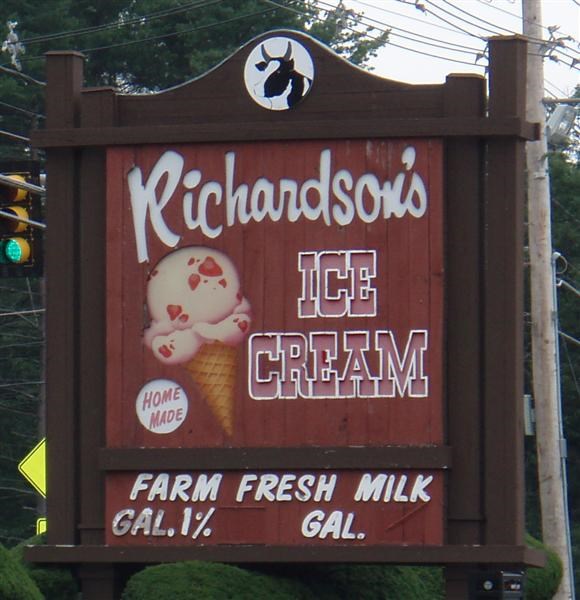 Richardson's
ICE
CREAM
HOME
MADE
FARM FRESH MILK
GAL. 1% GAL.